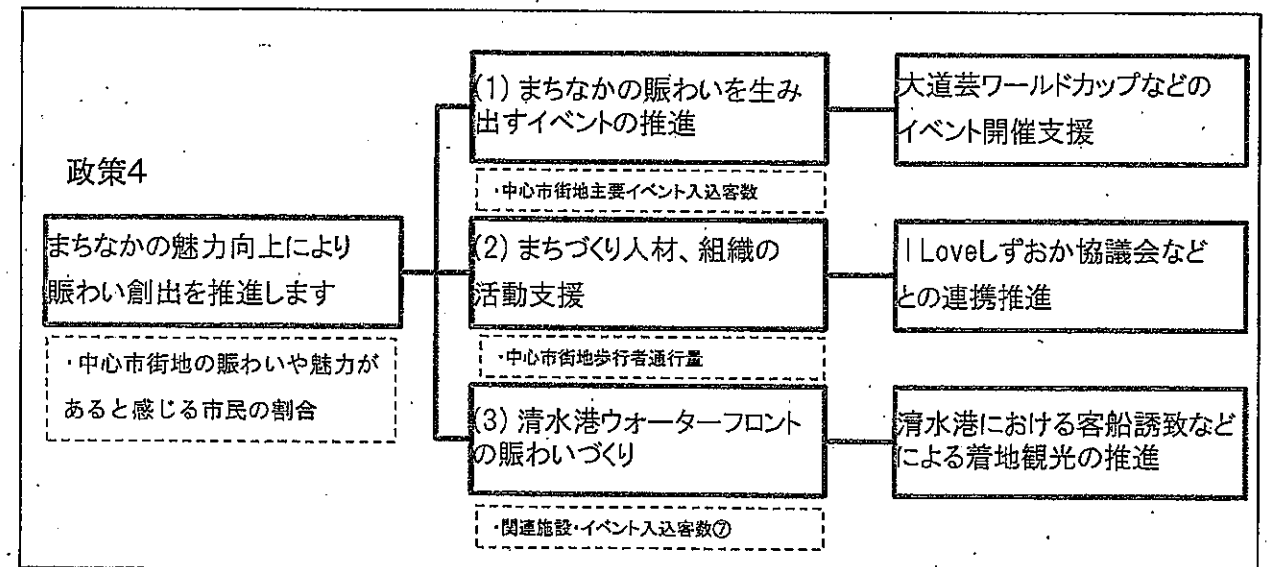 政策4
まちなかの魅力向上により
賑わい創出を推進します
・中心市街地の賑わいや魅力が
あると感じる市民の割合
(1) まちなかの賑わいを生み
出すイベントの推進
・中心市街地主要イベント入込客数
大道芸ワールドカップなどの
イベント開催支援
(2) まちづくり人材、組織の
活動支援
・中心市街地歩行者通行量
I Loveしずおか協議会など
との連携推進
(3) 清水港ウォーターフロント
の賑わいづくり
・関連施設・イベント入込客数⑦
清水港における客船誘致など
による着地観光の推進